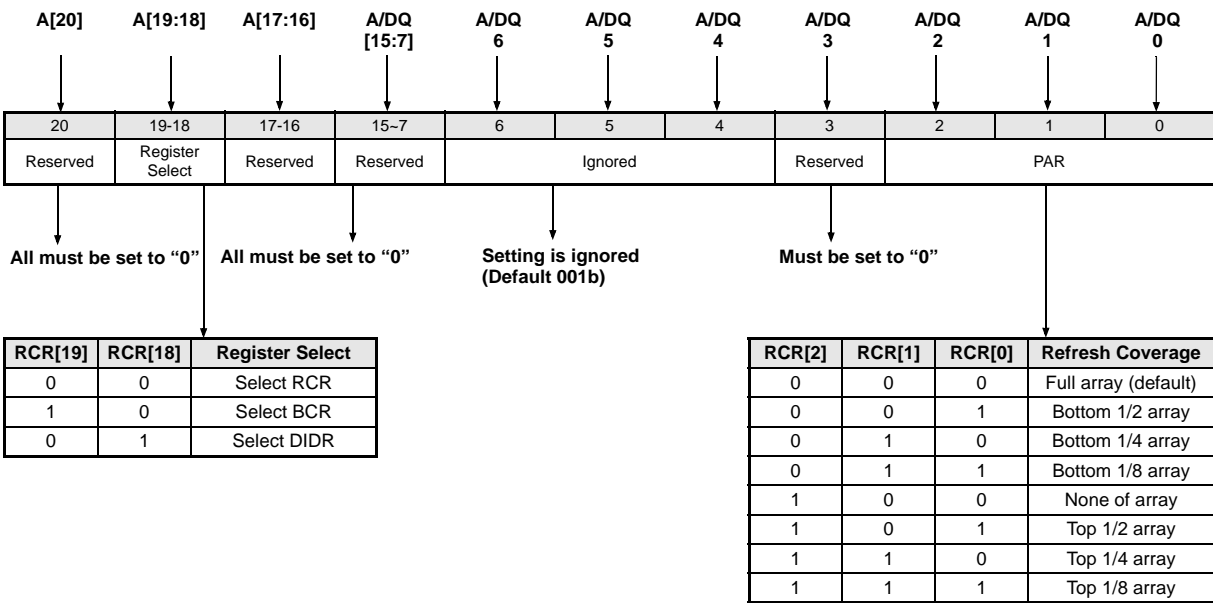 A[20] A[19:18] A[17:16] A/DQ A/DQ A/DQ A/DQ A/DQ A/DQ A/DQ A/DQ
[15:7] 6 5 4 3 2 1 0
20 19-18 17-16 15~7 6 5 4 3 2 1 0
Reserved Register Select Reserved Reserved Ignored Reserved PAR
All must be set to “0” All must be set to “0” Setting is ignored Must be set to “0”
(Default 001b)
RCR[19] RCR[18] Register Select
0 0 Select RCR
1 0 Select BCR
0 1 Select DIDR
RCR[2] RCR[1] RCR[0] Refresh Coverage
0 0 0 Full array (default)
0 0 1 Bottom 1/2 array
0 1 0 Bottom 1/4 array
0 1 1 Bottom 1/8 array
1 0 0 None of array
1 0 1 Top 1/2 array
1 1 0 Top 1/4 array
1 1 1 Top 1/8 array